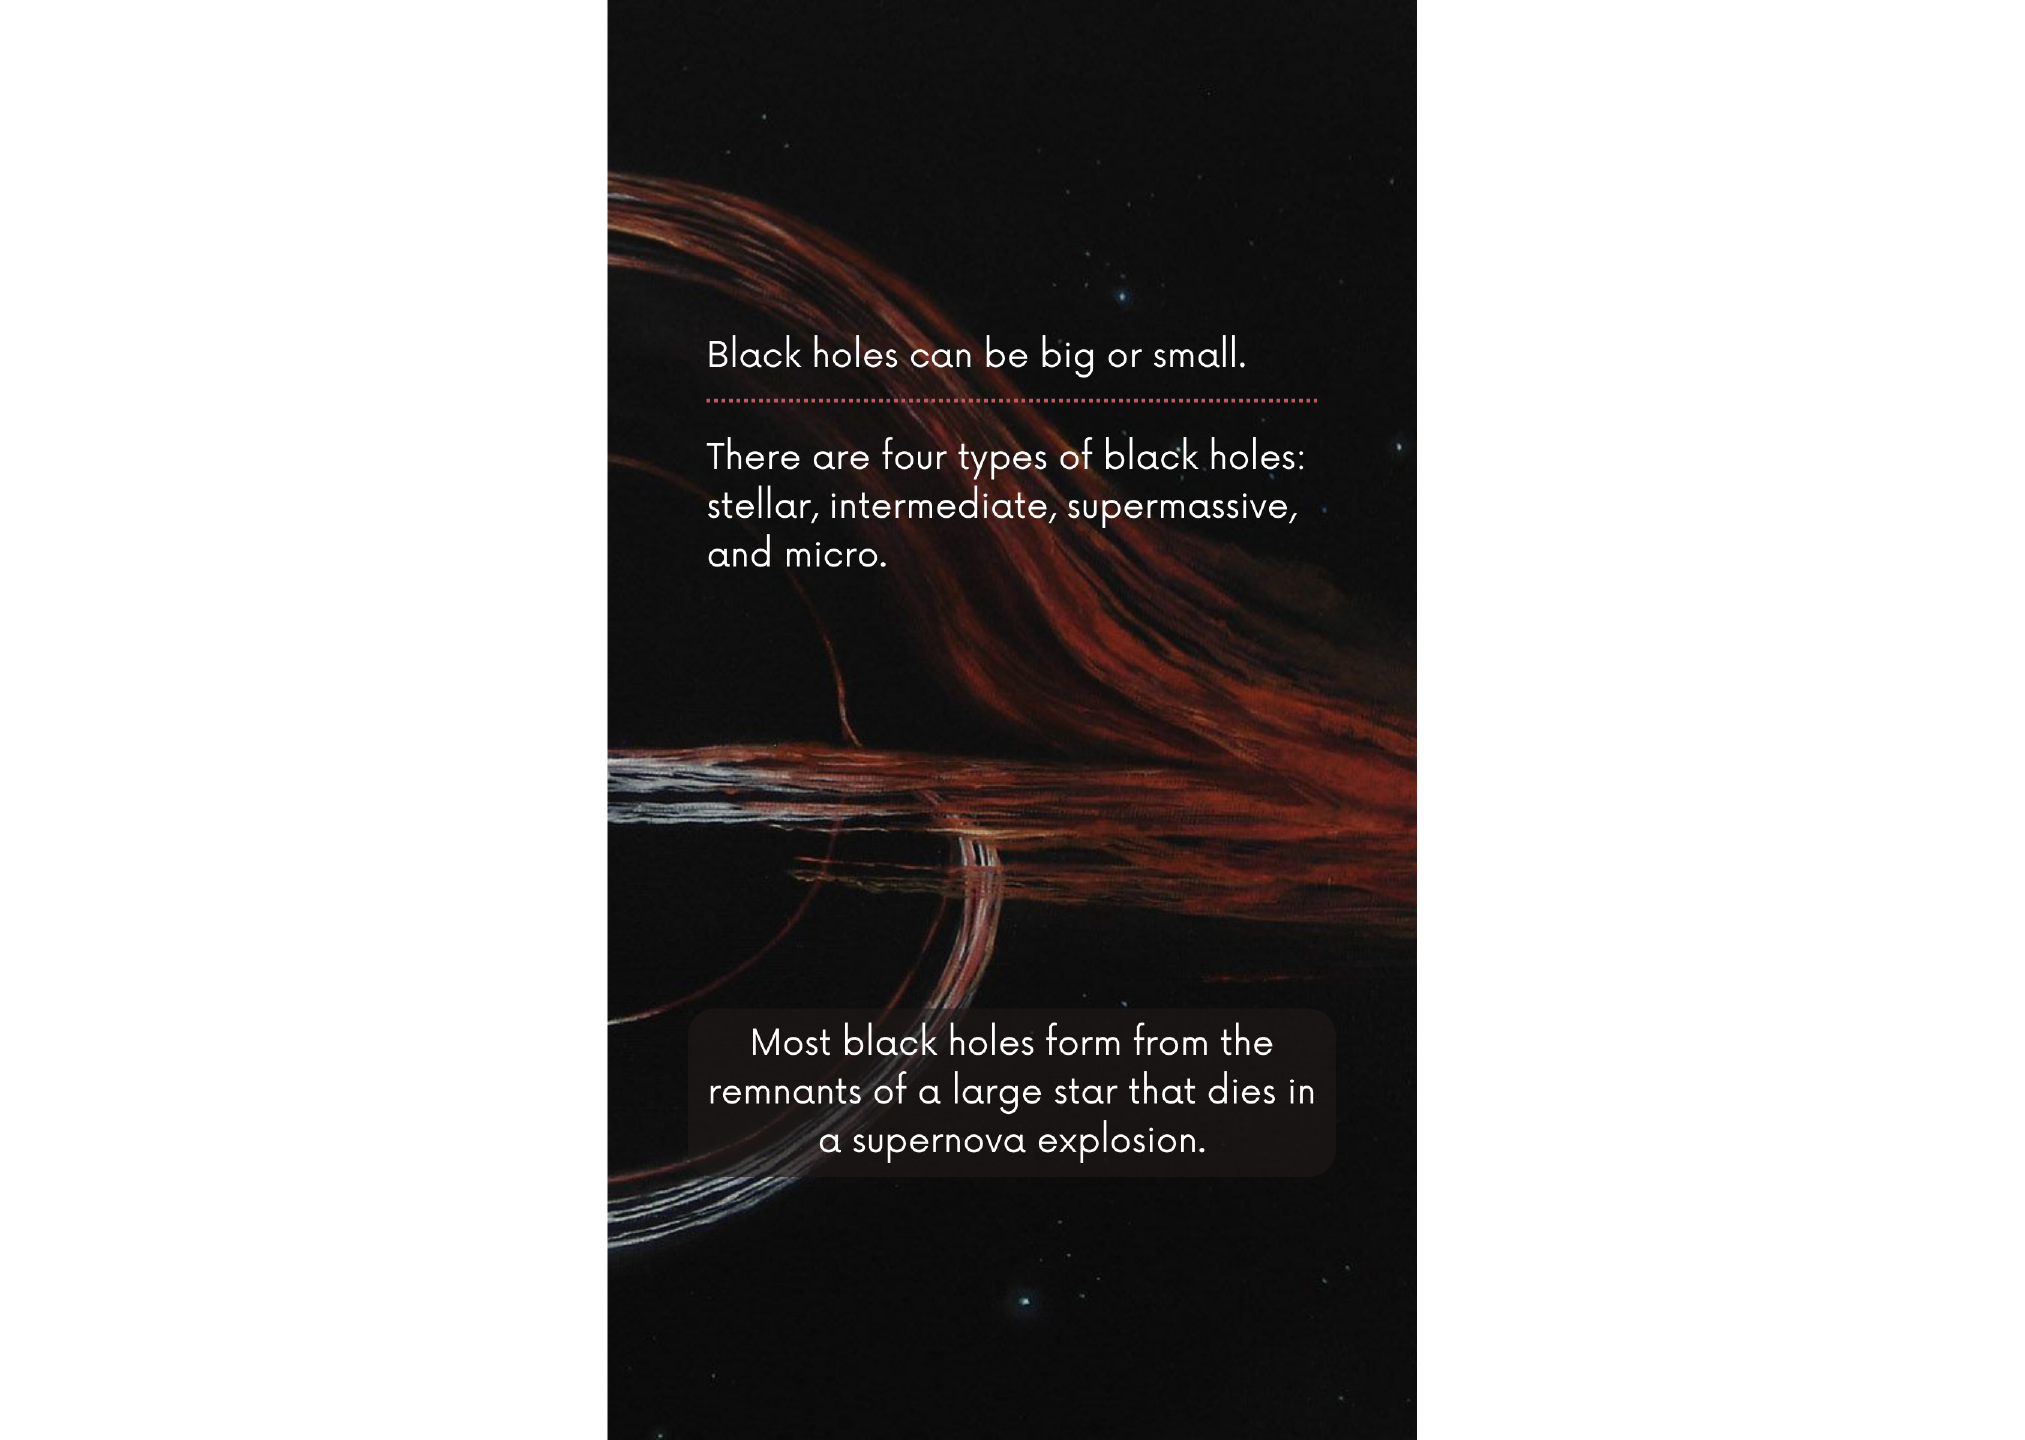 Black holes can be big or small.
There are four types of black holes:
stellar, intermediate, supermassive,
and micro.
Most black holes form from the
remnants of a large star that dies in
a supernova explosion.